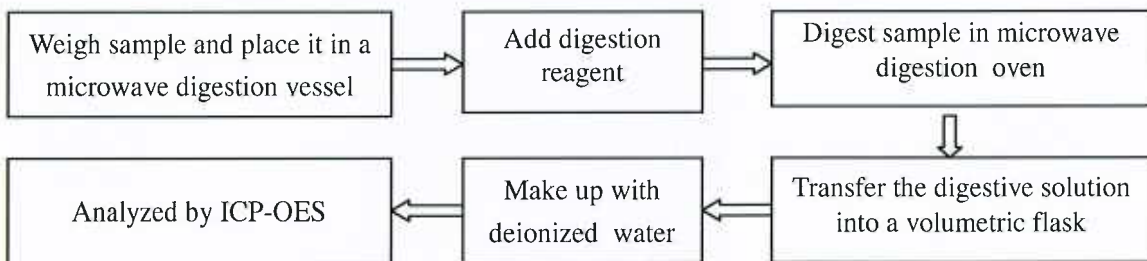 Weigh sample and place it in a
microwave digestion vessel
Add digestion
reagent
Digest sample in microwave
digestion oven
Transfer the digestive solution
into a volumetric flask
Make up with
deionized water
Analyzed by ICP-OES